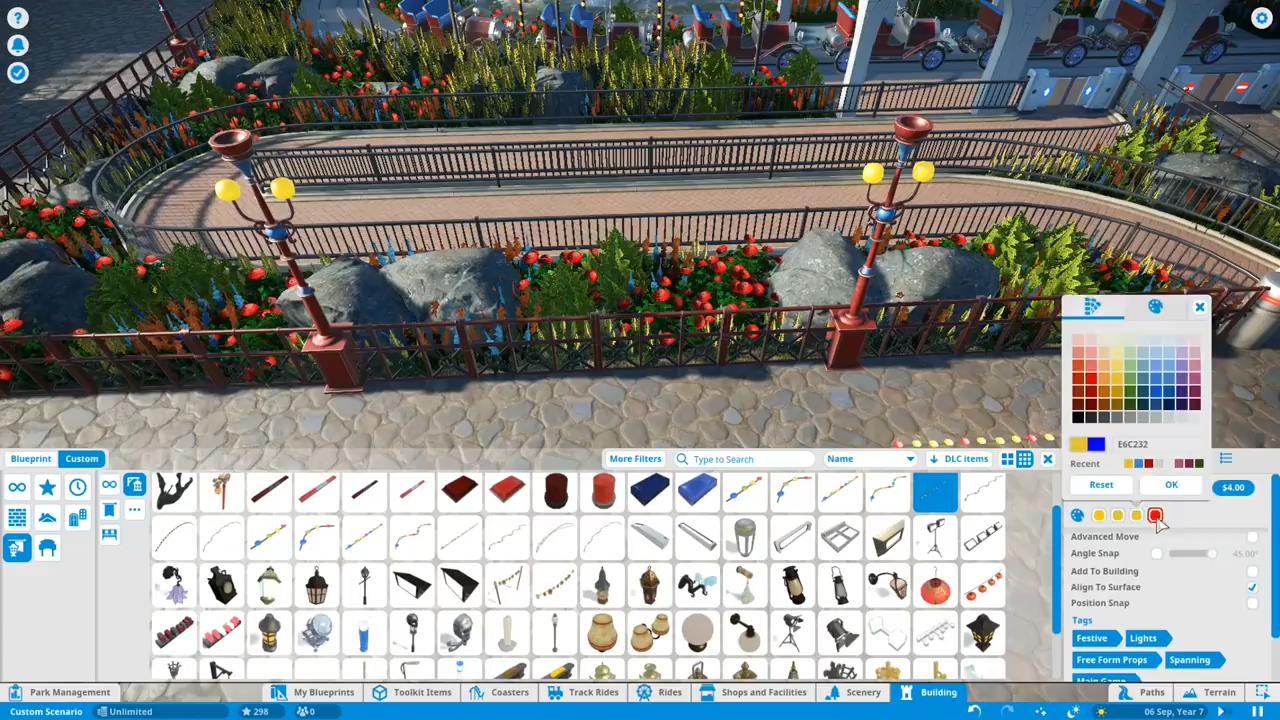 ?
E6C232
Recent
Reset OK
$4.00
Blueprint Custom More Filters Type to Search Name DLC items
Advanced Move
Angle Snap 45.00°
Add To Building
Align To Surface
Position Snap
Tags
Festive Lights
Free Form Props Spanning
Main Game
Park Management My Blueprints Toolkit Items Coasters Track Rides Rides Shops and Facilities Scenery Building Paths Terrain
Custom Scenario Unlimited 298 0 06 Sep, Year 7